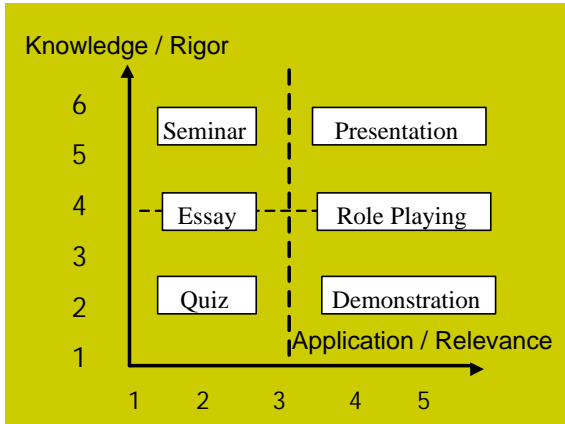 Knowledge / Rigor
6
Seminar Presentation
5
4 Essay Role Playing
3
2 Quiz Demonstration
Application / Relevance
1
1 2 3 4 5